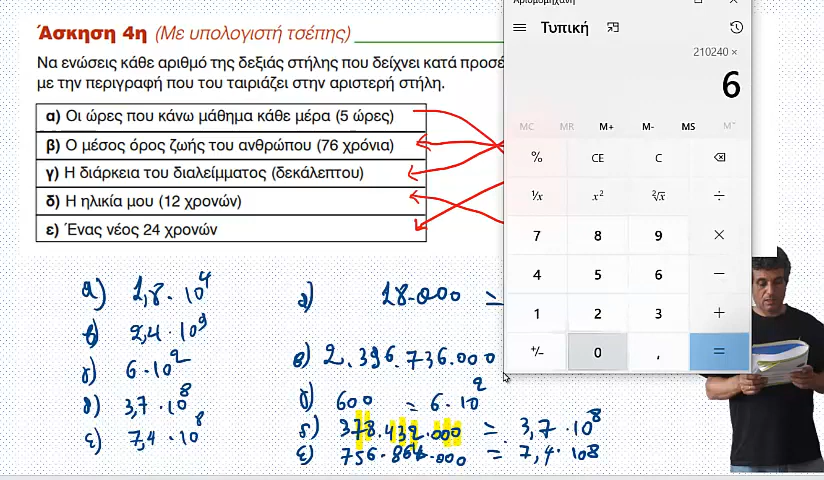 Άσκηση 4η (Με υπολογιστή τσέπης)
Να ενώσεις κάθε αριθμό της δεξιάς στήλης που δείχνει κατά προσέ
με την περιγραφή που του ταιριάζει στην αριστερή στήλη.
α) Οι ώρες που κάνω μάθημα κάθε μέρα (5 ώρες)
β) Ο μέσος όρος ζωής του ανθρώπου (76 χρόνια)
γ) Η διάρκεια του διαλείμματος (δεκάλεπτου)
δ) Η ηλικία μου (12 χρονών)
ε) Ένας νέος 24 χρονών
α) 1,8 · 10⁴
β) 2,4 · 10⁹
γ) 6 · 10²
δ) 3,7 · 10⁸
ε) 7,4 · 10⁸
α) 18.000 =
β) 2.396.736.000
γ) 600 = 6 · 10²
δ) 378.432.000 = 3,7 · 10⁸
ε) 756.864.000 = 7,4 · 10⁸
Αριθμομηχανή
Τυπική
210240 ×
6
MC MR M+ M- MS M˅
% CE C ⌫
¹/x x² ²√x ÷
7 8 9 ×
4 5 6 −
1 2 3 +
+/− 0 , =